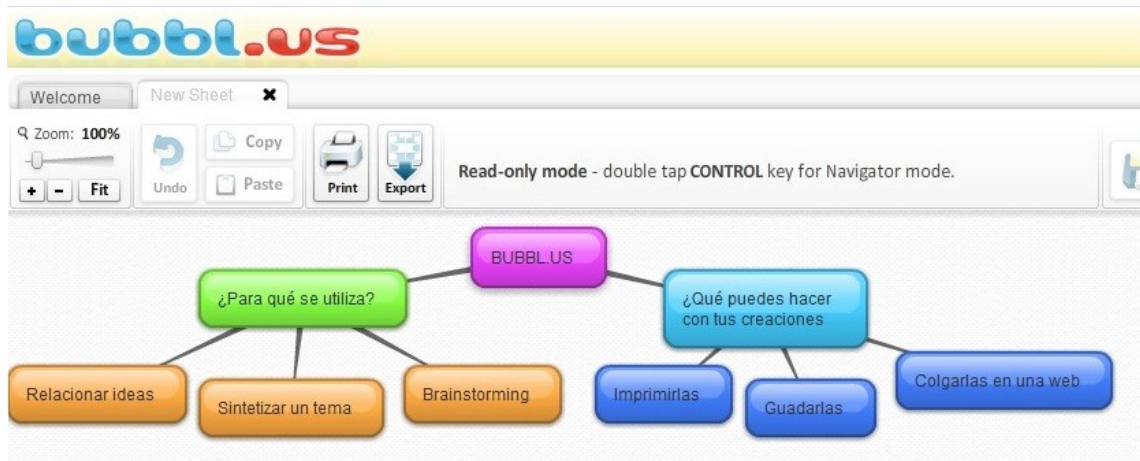 bubbl.us
Welcome
New Sheet
Zoom: 100%
+ - Fit
Undo
Copy
Paste
Print
Export
Read-only mode - double tap CONTROL key for Navigator mode.
BUBBL.US
¿Para qué se utiliza?
¿Qué puedes hacer
con tus creaciones
Relacionar ideas
Sintetizar un tema
Brainstorming
Imprimirlas
Guadarlas
Colgarlas en una web